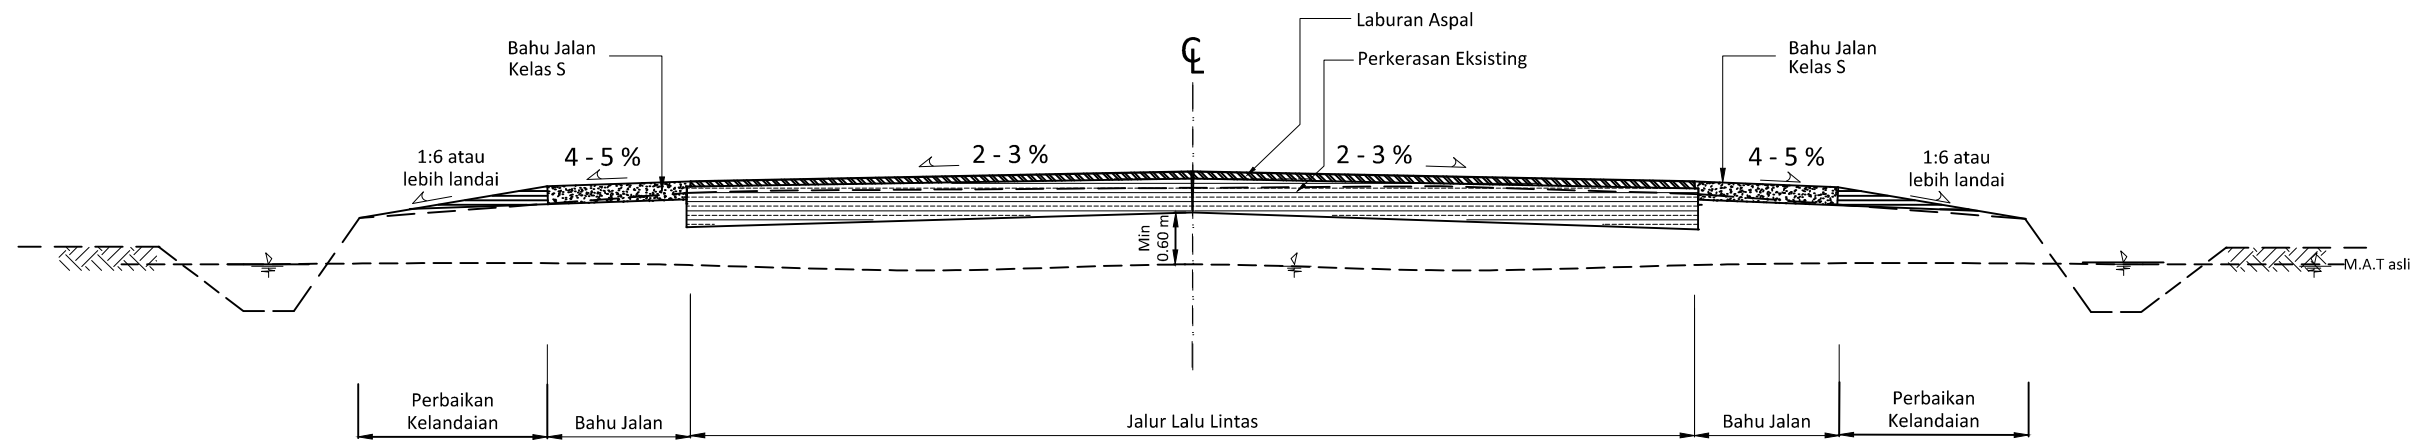 Laburan Aspal
Bahu Jalan
Kelas S
CL
Perkerasan Eksisting
Bahu Jalan
Kelas S
1:6 atau
lebih landai
4 - 5 %
2 - 3 %
2 - 3 %
4 - 5 %
1:6 atau
lebih landai
Min
0.60 m
M.A.T asli
Perbaikan
Kelandaian
Bahu Jalan
Jalur Lalu Lintas
Bahu Jalan
Perbaikan
Kelandaian